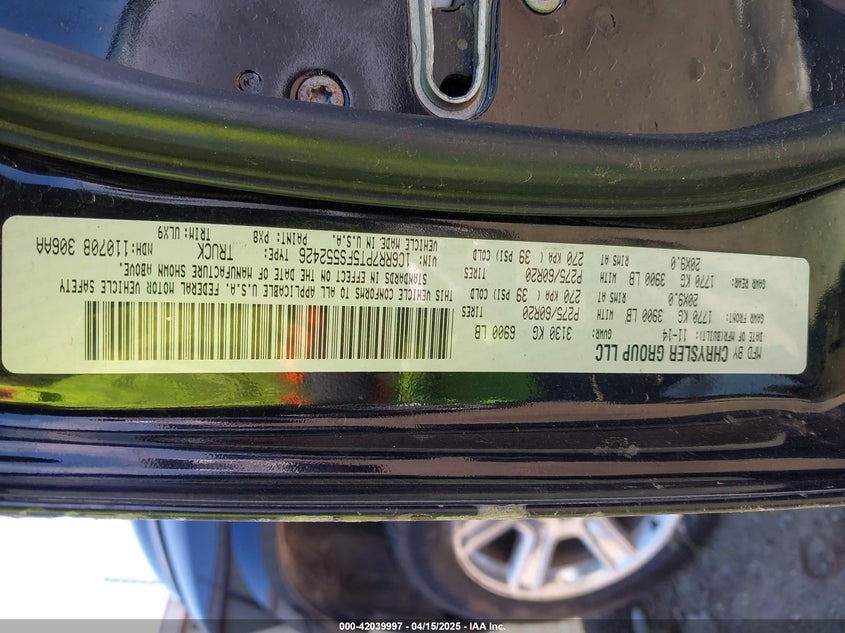 MFD BY CHRYSLER GROUP LLC
DATE OF MFR(BUILT): 11-14 GVWR: 3130 KG 6900 LB
GAWR FRONT: 1770 KG 3900 LB WITH P275/60R20 TIRES
20X9.0 RIMS AT 270 KPA ( 39 PSI) COLD
GAWR REAR: 1770 KG 3900 LB WITH P275/60R20 TIRES
20X9.0 RIMS AT 270 KPA ( 39 PSI) COLD
THIS VEHICLE CONFORMS TO ALL APPLICABLE U.S.A. FEDERAL MOTOR VEHICLE SAFETY
STANDARDS IN EFFECT ON THE DATE OF MANUFACTURE SHOWN ABOVE.
VIN: 1C6RR7PT5FS552426 TYPE: TRUCK MDH:110708 306AA
VEHICLE MADE IN U.S.A. PAINT: PX8 TRIM: ULX9
000-42039997 - 04/15/2025 - IAA Inc.